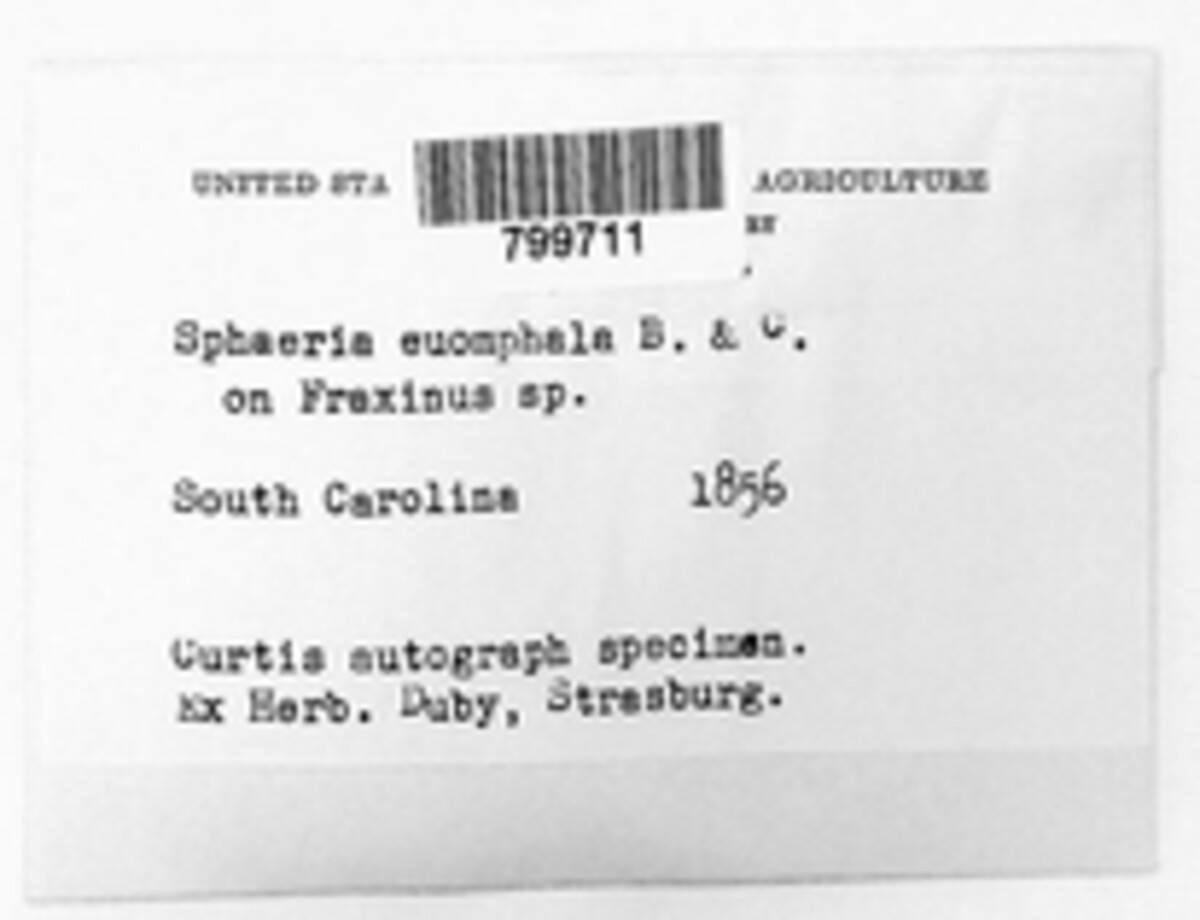 UNITED STA AGRICULTURE
799711
Sphaeria euomphala B. & C.
on Fraxinus sp.
South Carolina 1856
Curtis autograph specimen.
Ex Herb. Duby, Strasburg.